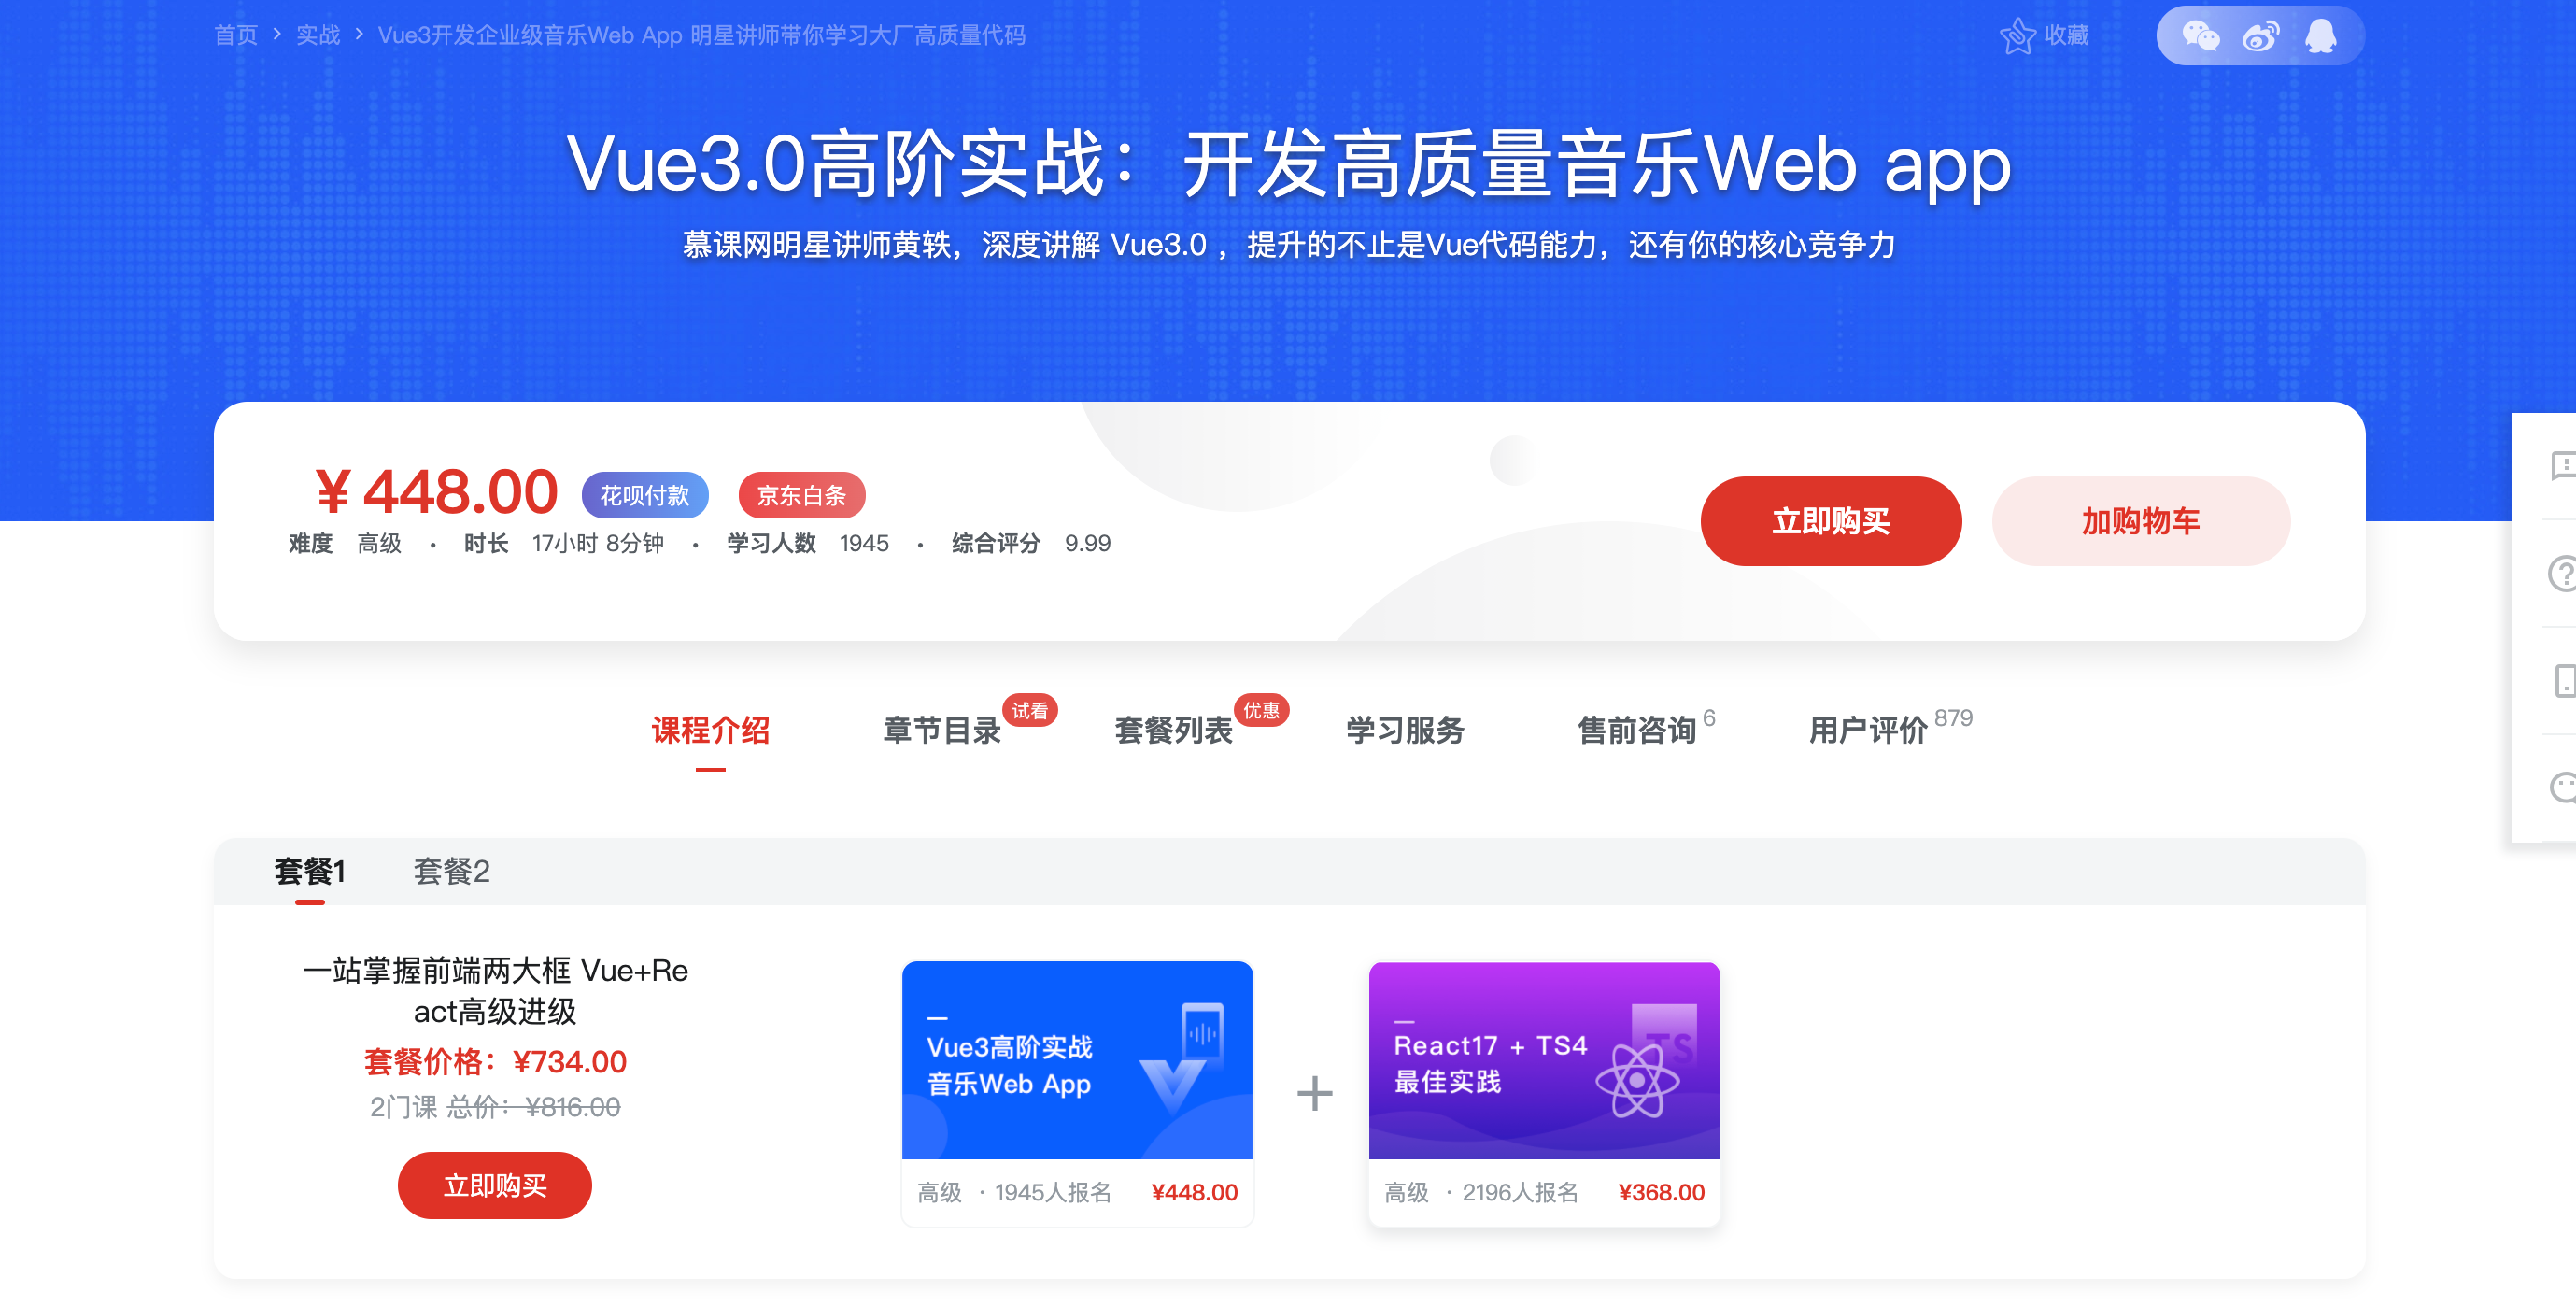 首页 > 实战 > Vue3开发企业级音乐Web App 明星讲师带你学习大厂高质量代码
收藏
Vue3.0高阶实战：开发高质量音乐Web app
慕课网明星讲师黄轶，深度讲解 Vue3.0 ，提升的不止是Vue代码能力，还有你的核心竞争力
¥ 448.00 花呗付款 京东白条
难度 高级 · 时长 17小时 8分钟 · 学习人数 1945 · 综合评分 9.99
立即购买 加购物车
课程介绍 章节目录 试看 套餐列表 优惠 学习服务 售前咨询 6 用户评价 879
套餐1 套餐2
一站掌握前端两大框 Vue+Re
act高级进级
套餐价格：¥734.00
2门课 总价：¥816.00
立即购买
Vue3高阶实战
音乐Web App
高级 · 1945人报名 ¥448.00
+
TS
React17 + TS4
最佳实践
高级 · 2196人报名 ¥368.00